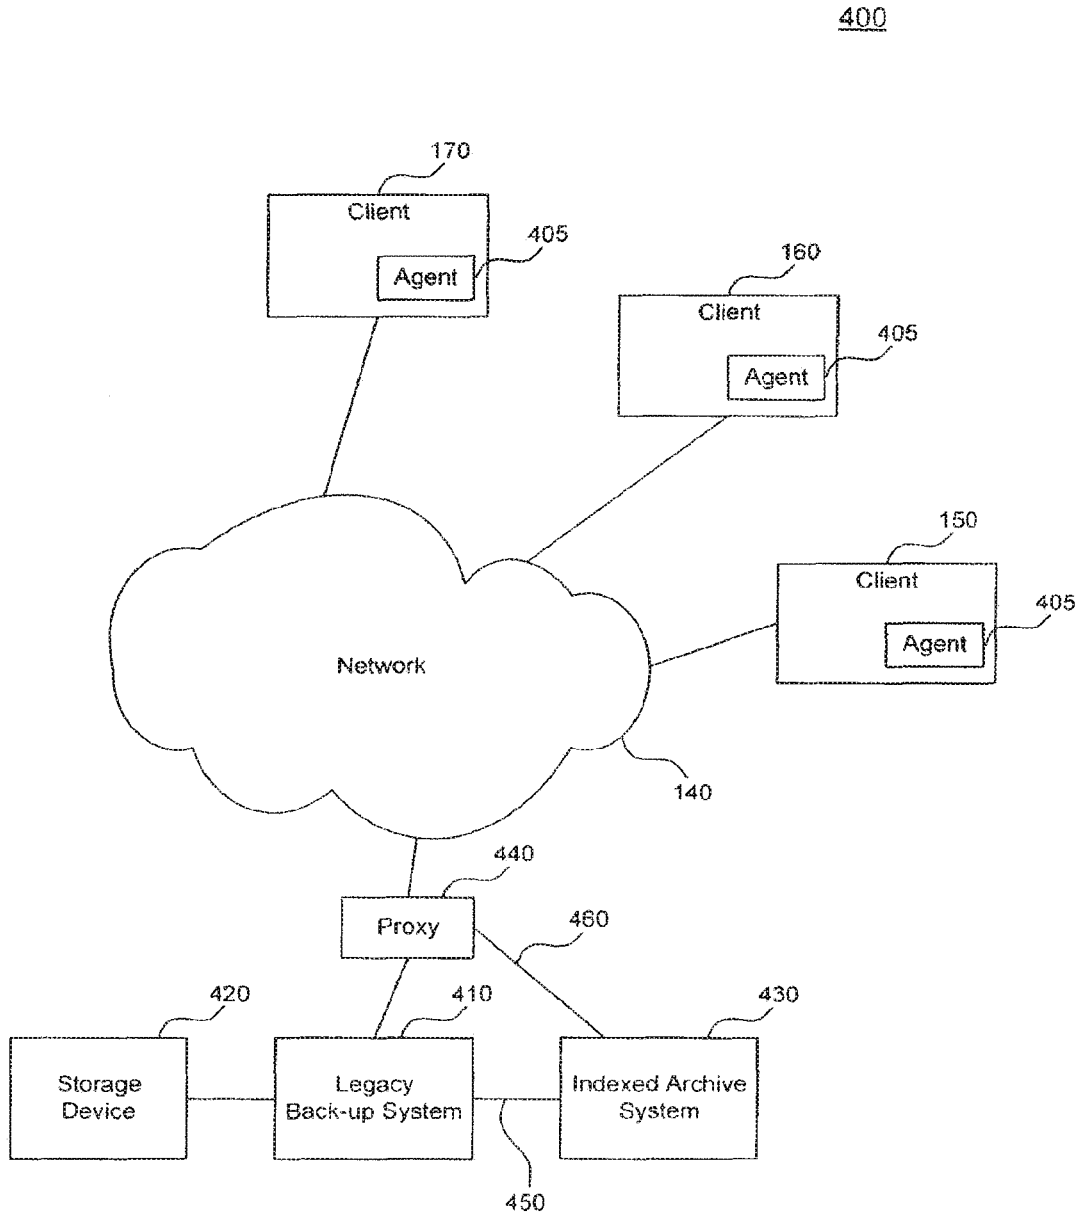 400
170
Client
405
Agent
160
Client
405
Agent
150
Client
405
Agent
Network
140
440
Proxy
460
420
410
430
Storage
Device
Legacy
Back-up System
Indexed Archive
System
450